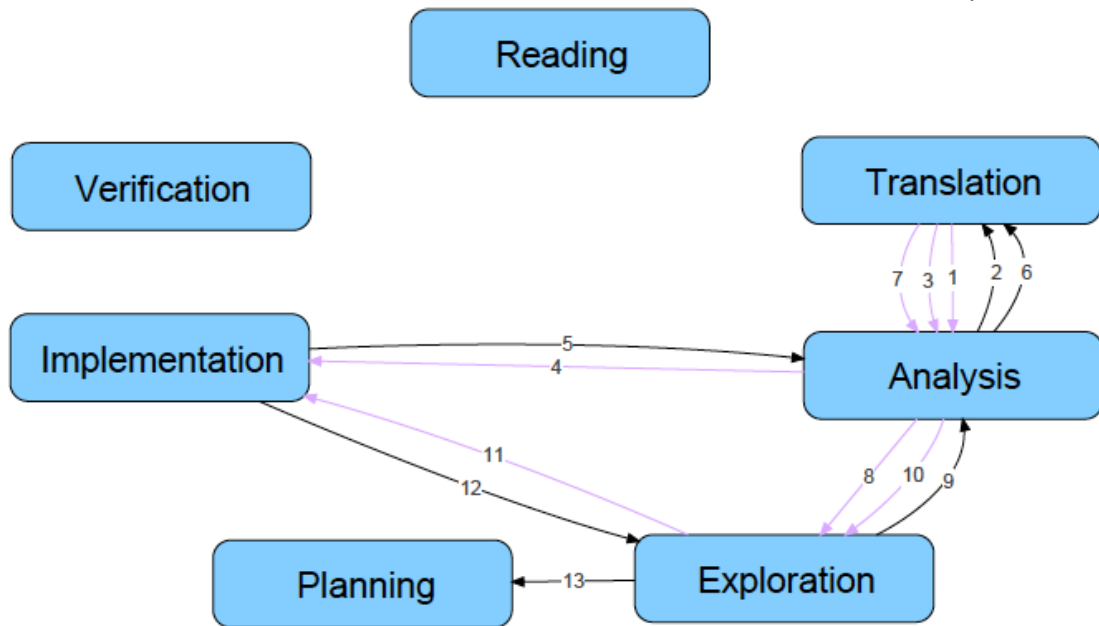 Reading
Verification
Translation
7 3 1 2 6
Implementation
5
4
Analysis
11
8 10 9
12
Planning
13
Exploration